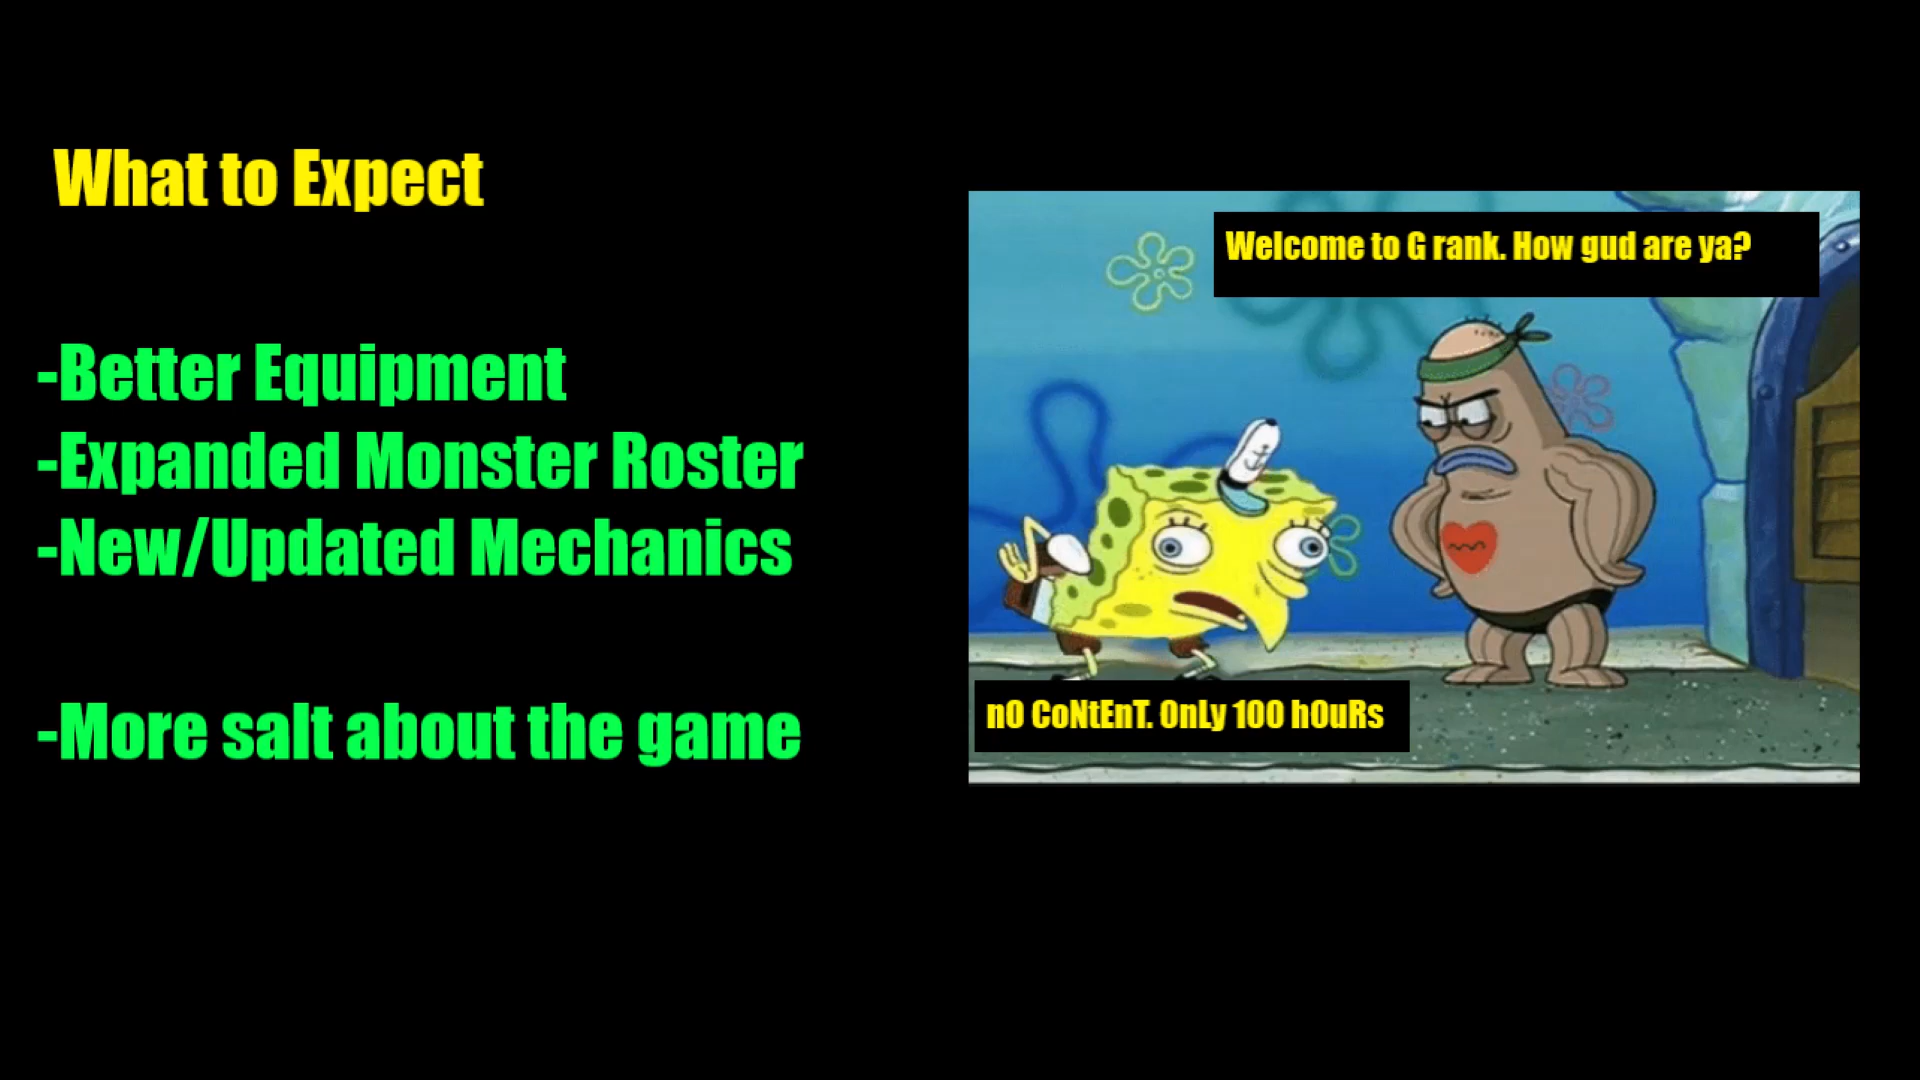 What to Expect
-Better Equipment
-Expanded Monster Roster
-New/Updated Mechanics
-More salt about the game
Welcome to G rank. How gud are ya?
nO CoNtEnT. OnLy 100 hOuRs